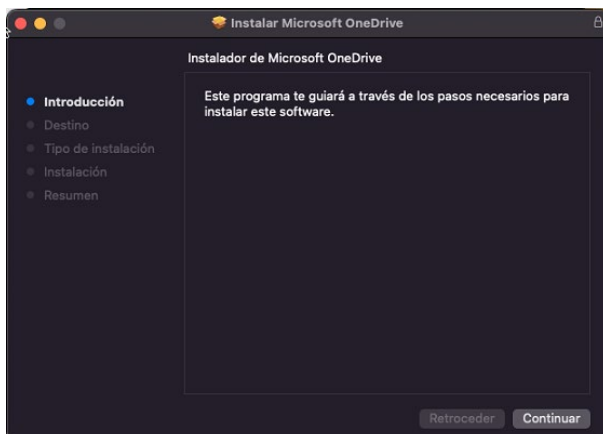 Instalar Microsoft OneDrive
Instalador de Microsoft OneDrive
Introducción
Destino
Tipo de instalación
Instalación
Resumen
Este programa te guiará a través de los pasos necesarios para
instalar este software.
Retroceder
Continuar